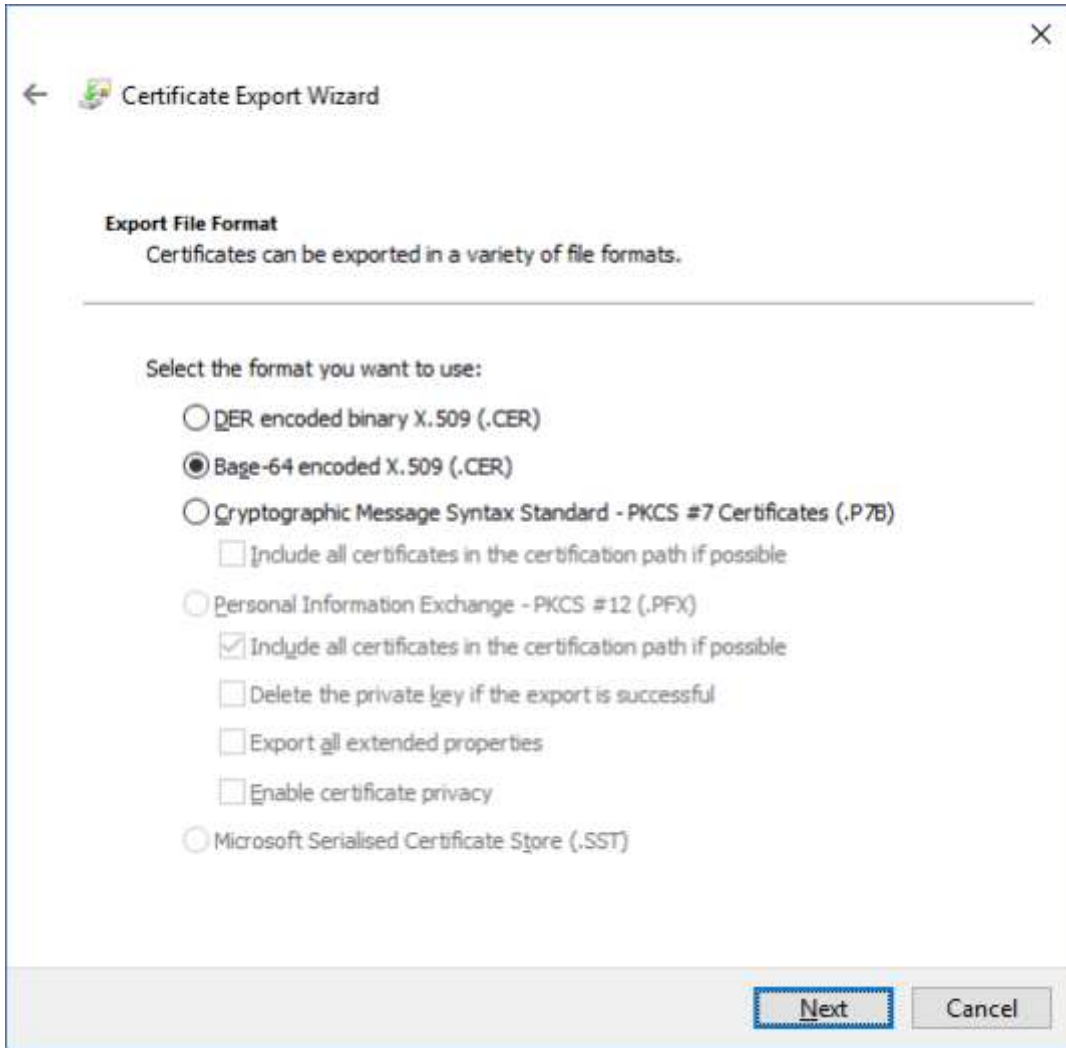 Certificate Export Wizard
Export File Format
Certificates can be exported in a variety of file formats.
Select the format you want to use:
DER encoded binary X.509 (.CER)
Base-64 encoded X.509 (.CER)
Cryptographic Message Syntax Standard - PKCS #7 Certificates (.P7B)
Include all certificates in the certification path if possible
Personal Information Exchange - PKCS #12 (.PFX)
Include all certificates in the certification path if possible
Delete the private key if the export is successful
Export all extended properties
Enable certificate privacy
Microsoft Serialised Certificate Store (.SST)
Next Cancel